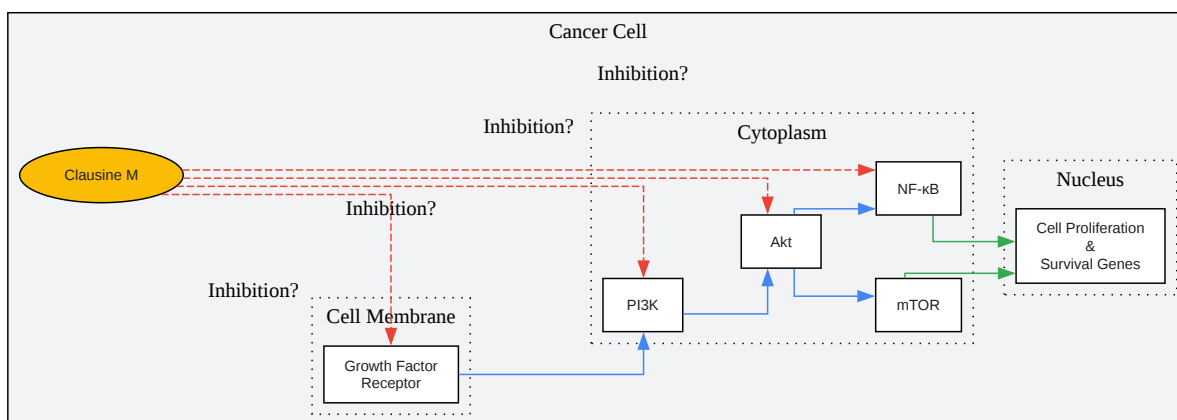 Cancer Cell
Inhibition?
Inhibition?
Cytoplasm
Clausine M
NF-κB
Nucleus
Inhibition?
Cell Proliferation
&
Survival Genes
Akt
Inhibition?
PI3K
mTOR
Cell Membrane
Growth Factor
Receptor